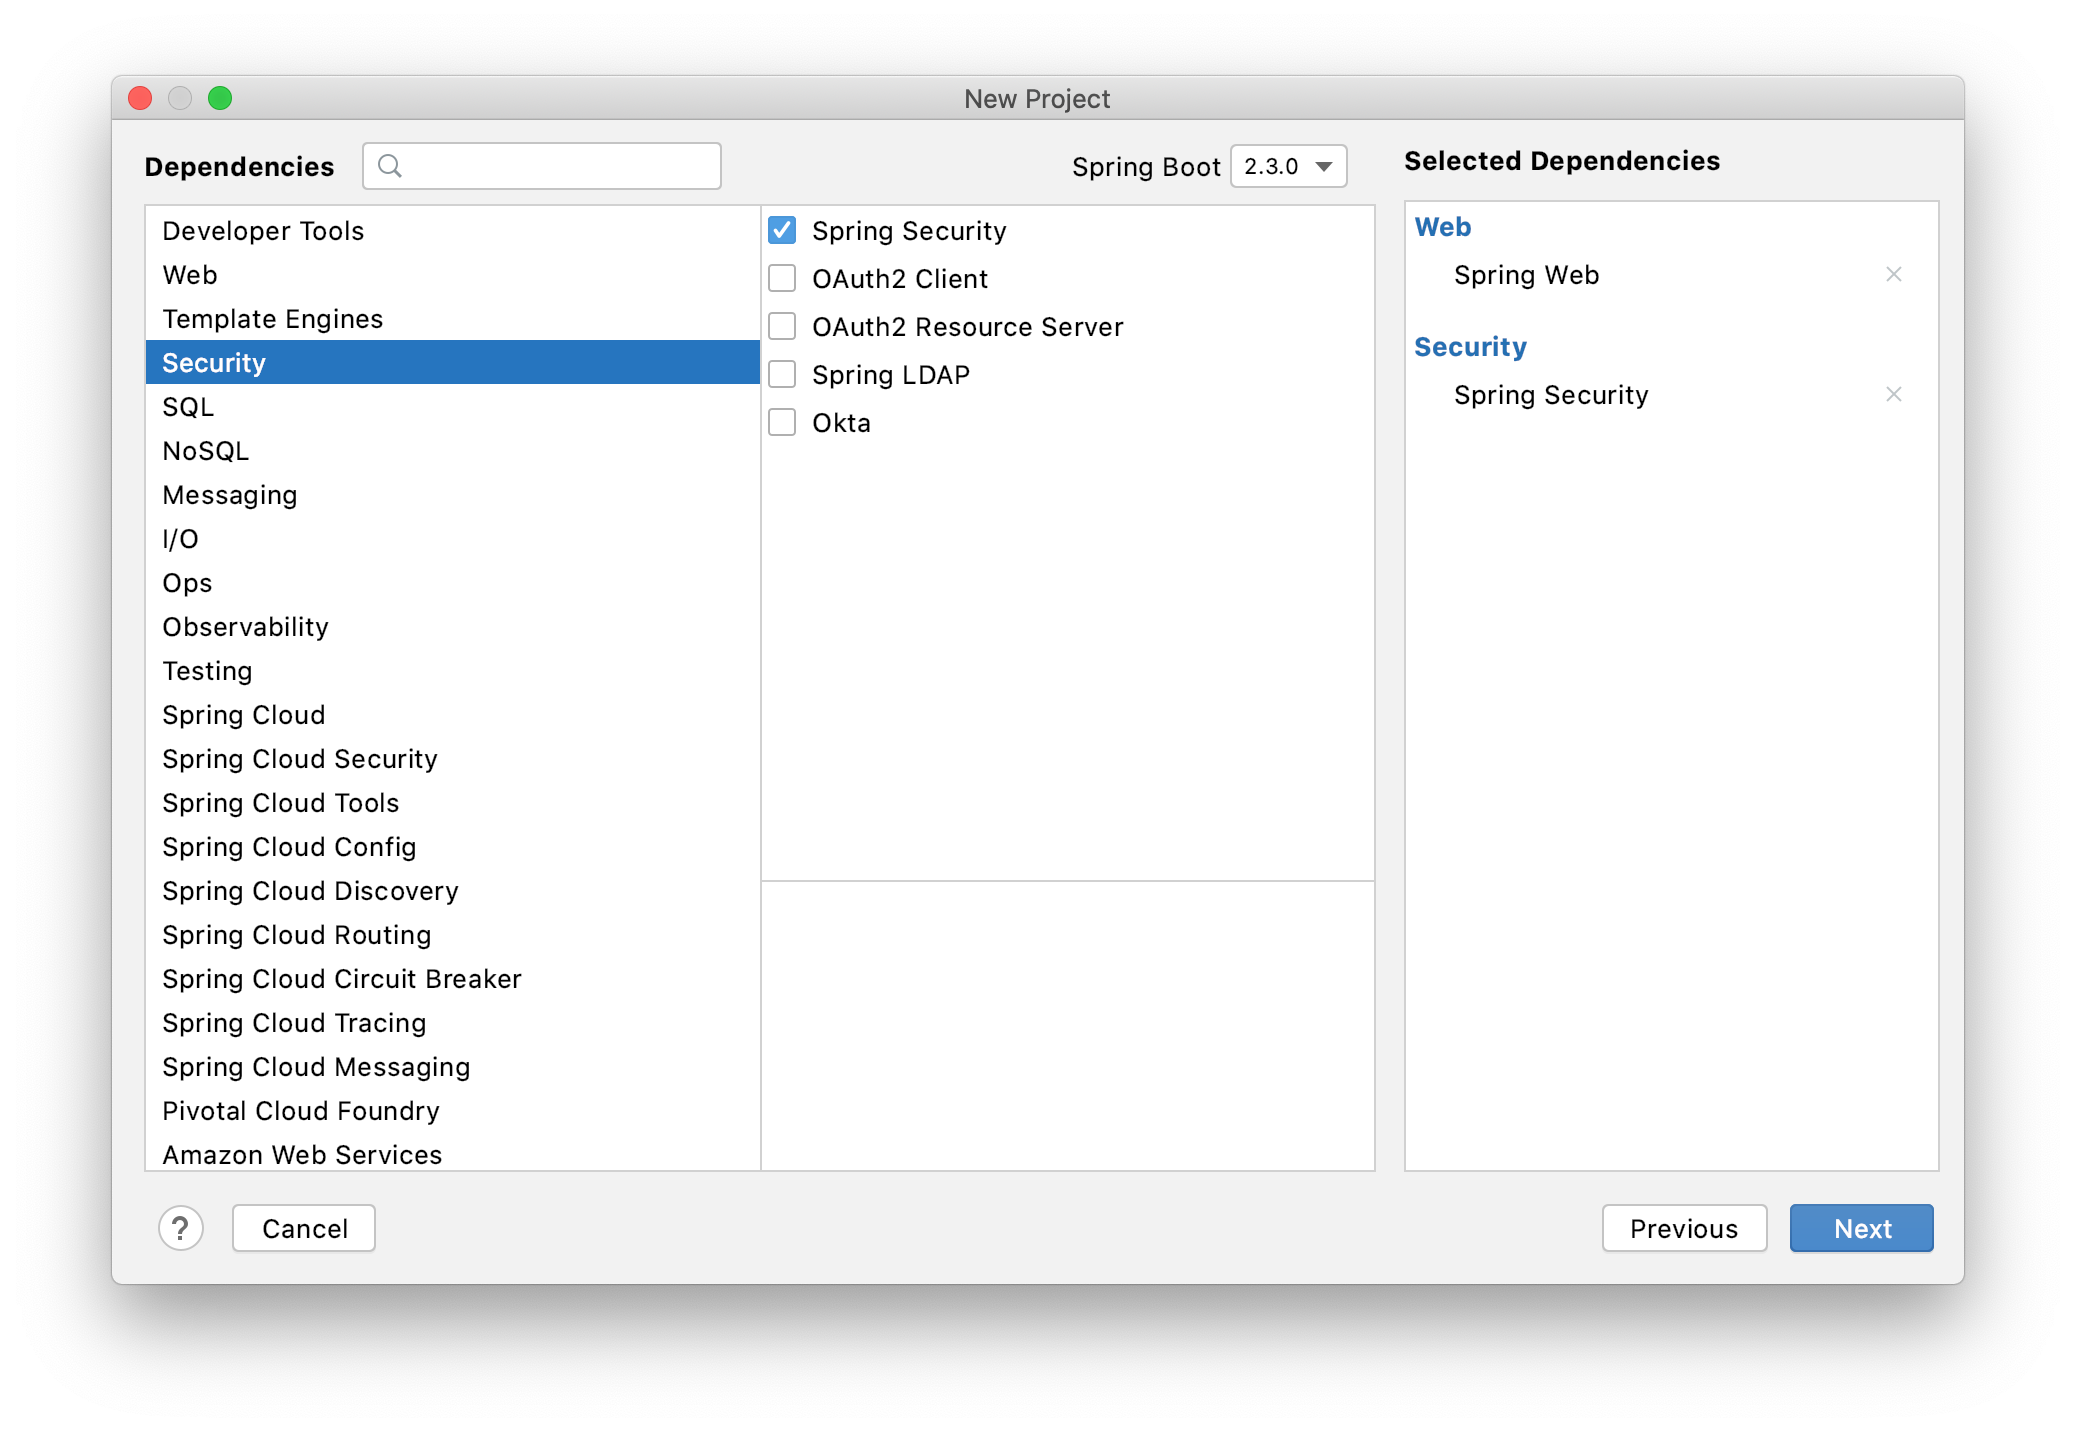 New Project
Dependencies
Spring Boot 2.3.0
Selected Dependencies
Developer Tools
Web
Template Engines
Security
SQL
NoSQL
Messaging
I/O
Ops
Observability
Testing
Spring Cloud
Spring Cloud Security
Spring Cloud Tools
Spring Cloud Config
Spring Cloud Discovery
Spring Cloud Routing
Spring Cloud Circuit Breaker
Spring Cloud Tracing
Spring Cloud Messaging
Pivotal Cloud Foundry
Amazon Web Services
Spring Security
OAuth2 Client
OAuth2 Resource Server
Spring LDAP
Okta
Web
Spring Web
Security
Spring Security
?
Cancel
Previous
Next